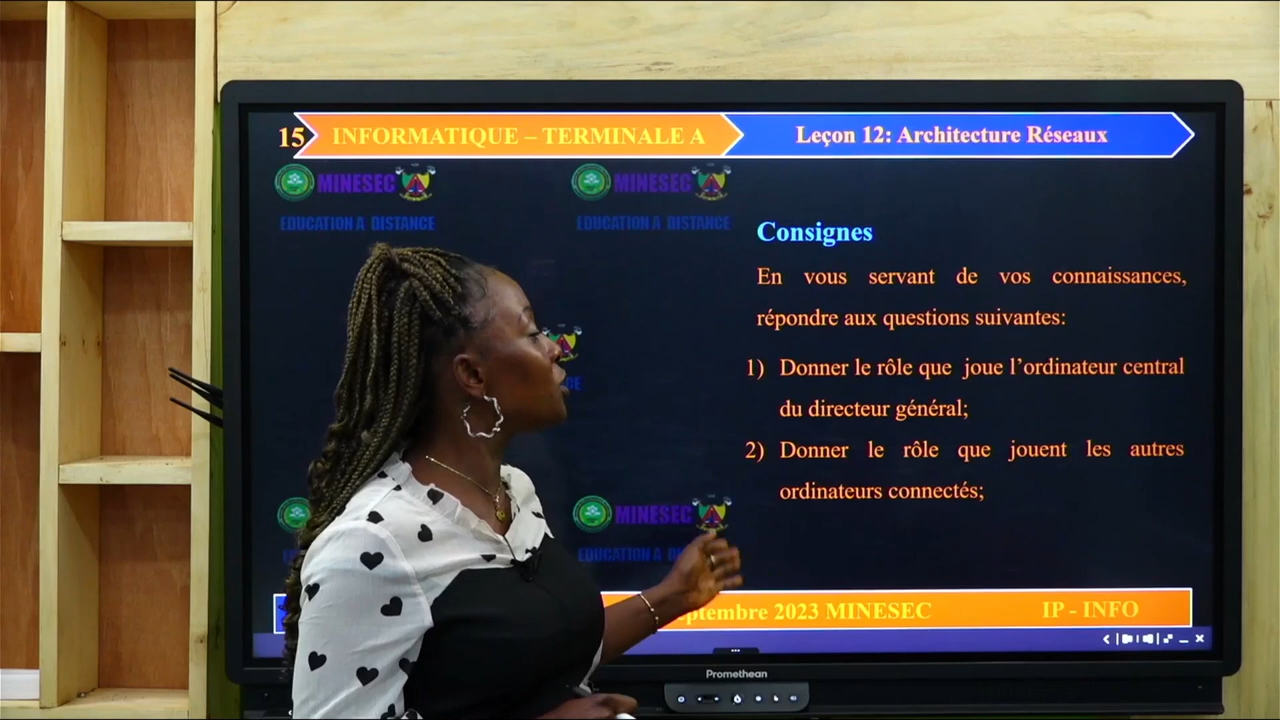 15 INFORMATIQUE – TERMINALE A Leçon 12: Architecture Réseaux
MINESEC MINESEC
EDUCATION A DISTANCE EDUCATION A DISTANCE
Consignes
En vous servant de vos connaissances,
répondre aux questions suivantes:
1) Donner le rôle que joue l'ordinateur central
du directeur général;
2) Donner le rôle que jouent les autres
ordinateurs connectés;
MINESEC
EDUCATION A
2023 MINESEC IP - INFO
Promethean